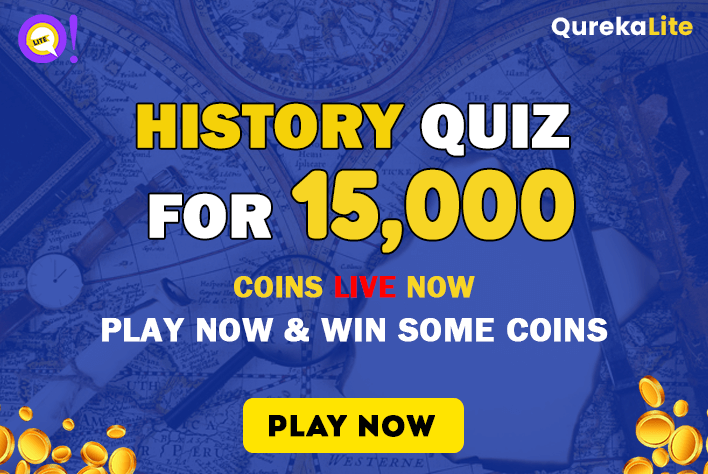 LITE
QurekaLite
HISTORY QUIZ
FOR 15,000
COINS LIVE NOW
PLAY NOW & WIN SOME COINS
PLAY NOW